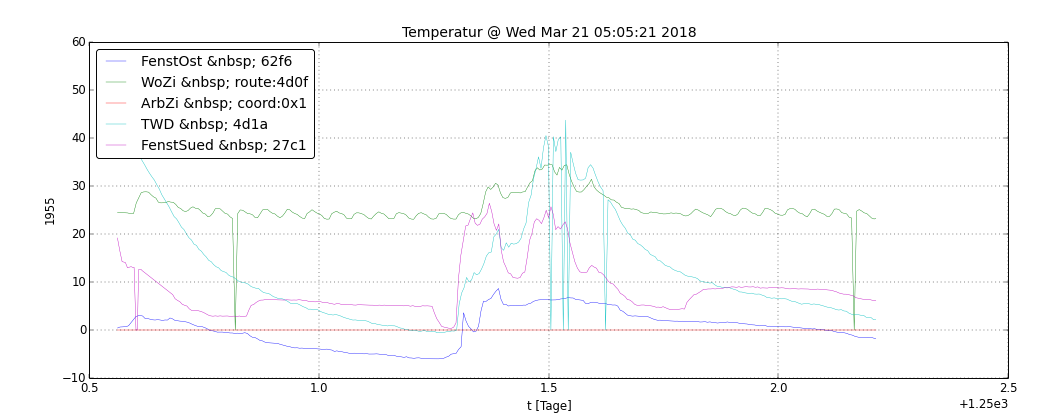 Temperatur @ Wed Mar 21 05:05:21 2018
60
50
40
30
20
10
0
−10
1955
FenstOst &nbsp; 62f6
WoZi &nbsp; route:4d0f
ArbZi &nbsp; coord:0x1
TWD &nbsp; 4d1a
FenstSued &nbsp; 27c1
0.5 1.0 1.5 2.0 2.5
t [Tage]
+1.25e3